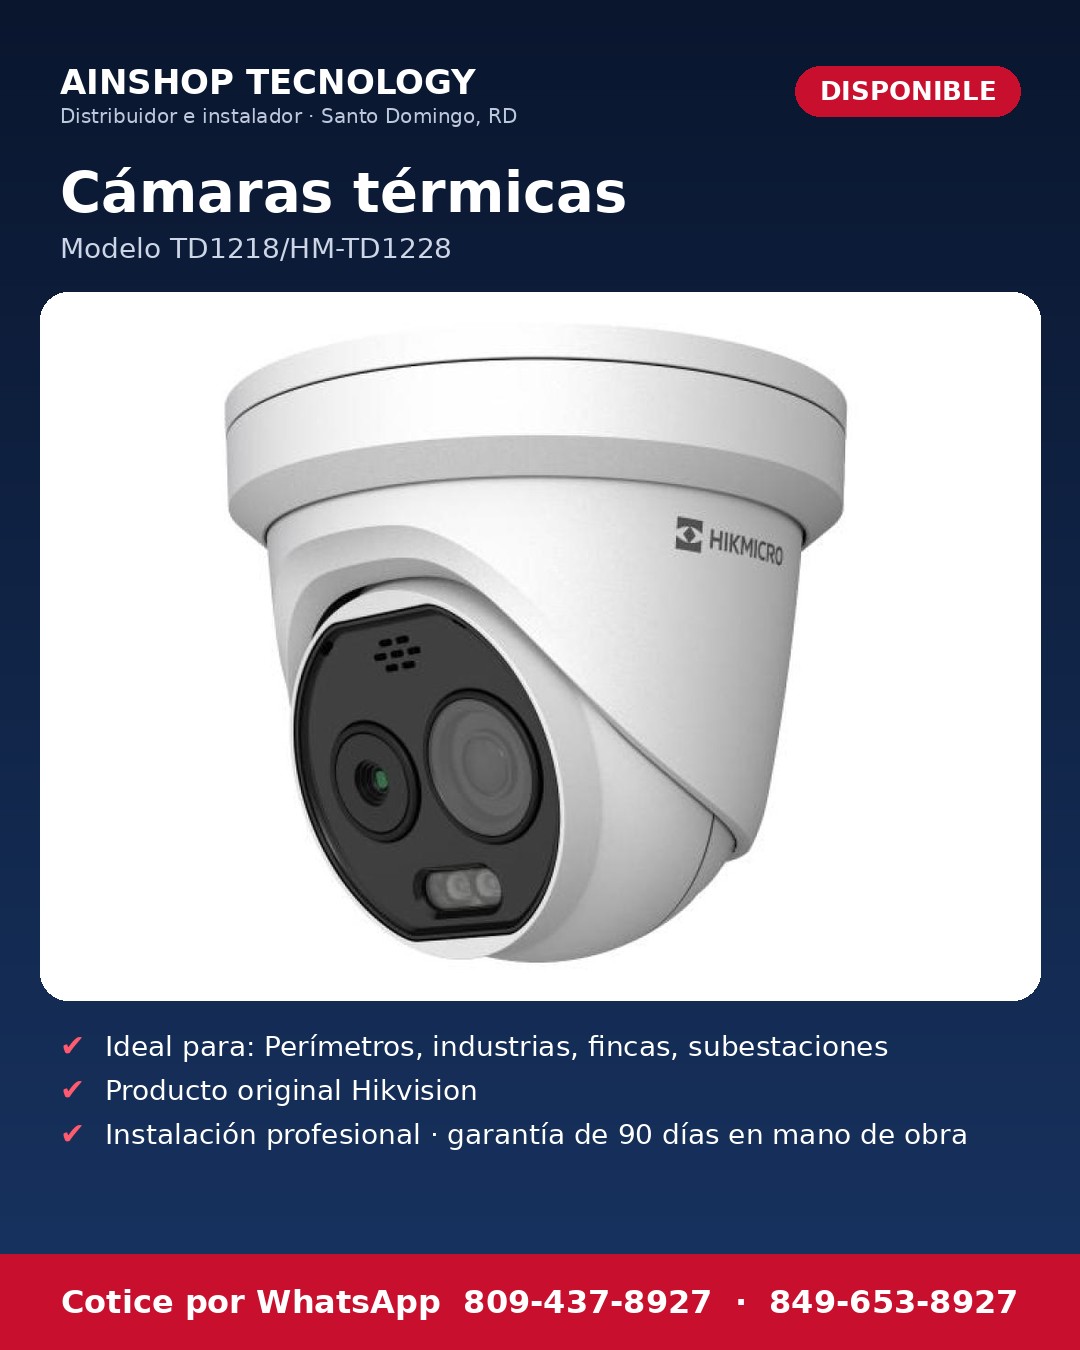 AINSHOP TECNOLOGY
DISPONIBLE
Distribuidor e instalador · Santo Domingo, RD
Cámaras térmicas
Modelo TD1218/HM-TD1228
HIKMICRO
✔ Ideal para: Perímetros, industrias, fincas, subestaciones
✔ Producto original Hikvision
✔ Instalación profesional · garantía de 90 días en mano de obra
Cotice por WhatsApp 809-437-8927 · 849-653-8927